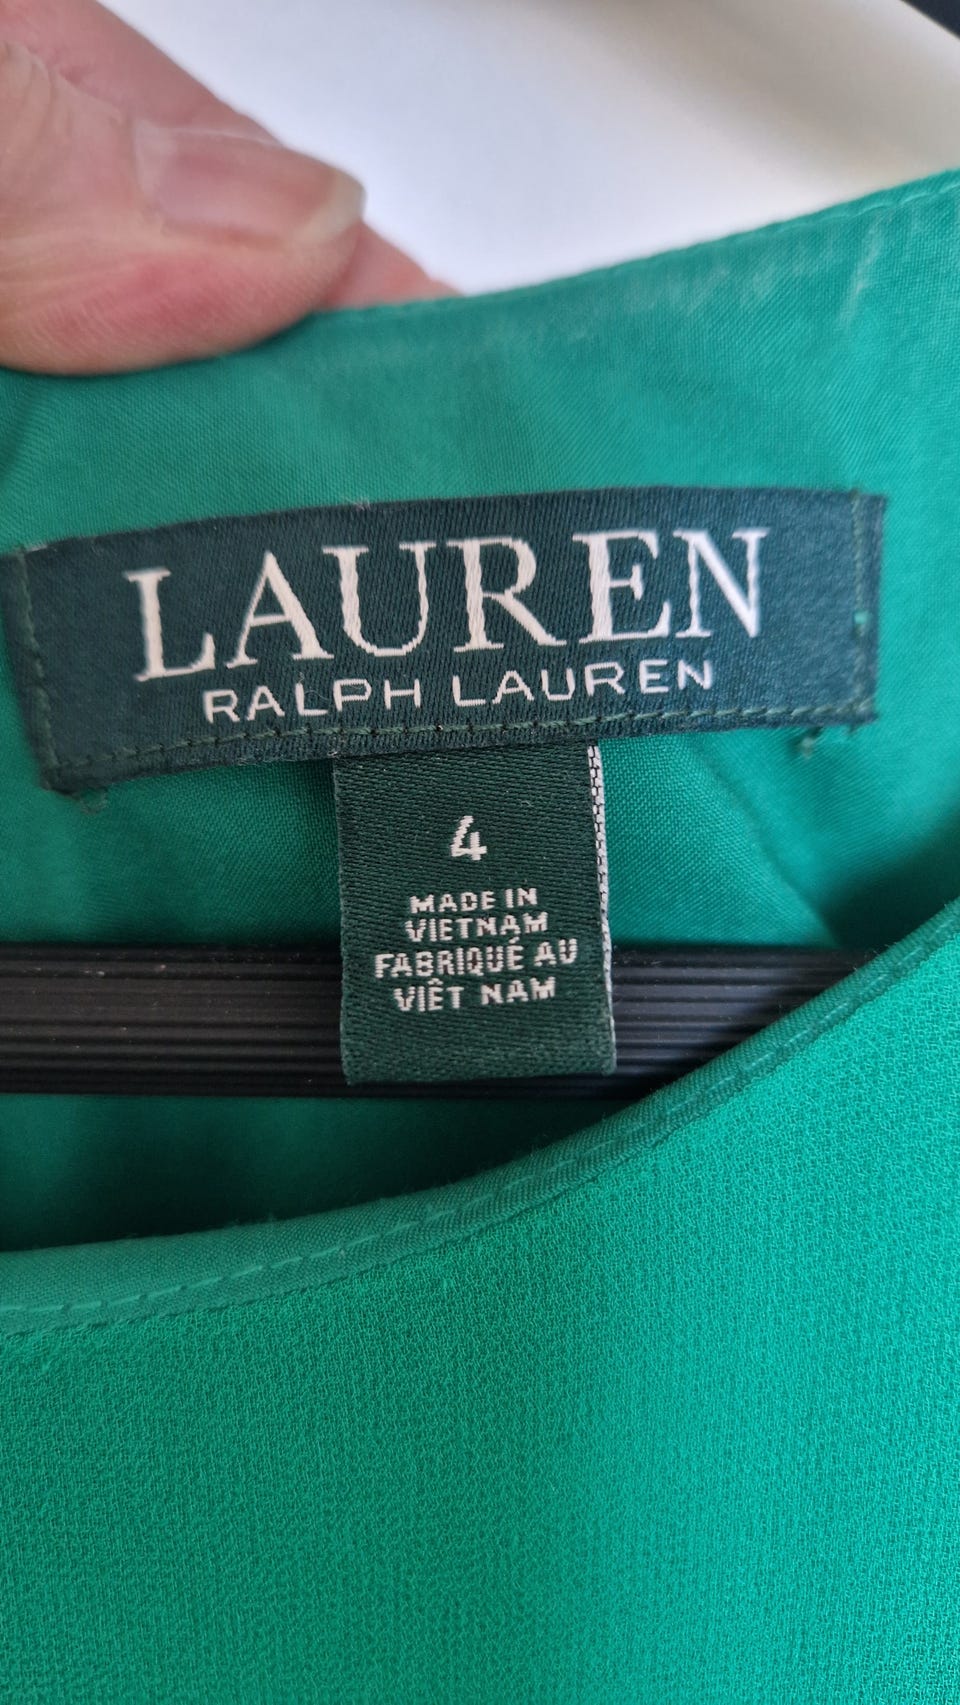 LAUREN
RALPH LAUREN
4
MADE IN
VIETNAM
FABRIQUÉ AU
VIÊT NAM